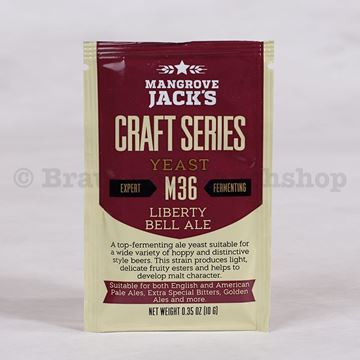 MANGROVE
JACK'S
CRAFT SERIES
YEAST
EXPERT M36 FERMENTING
LIBERTY
BELL ALE
A top-fermenting ale yeast suitable for
a wide variety of hoppy and distinctive
style beers. This strain produces light,
delicate fruity esters and helps to
develop malt character.
Suitable for both English and American
Pale Ales, Extra Special Bitters, Golden
Ales and more.
NET WEIGHT 0.35 OZ (10 G)
© Brau
hshop